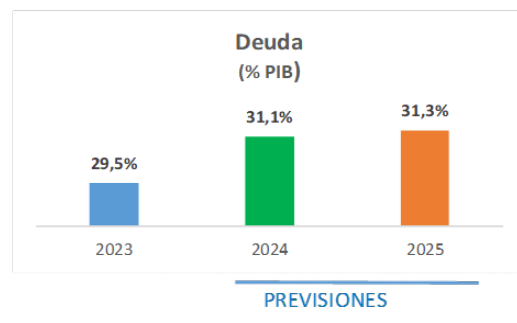 Deuda
(% PIB)
29,5%
31,1%
31,3%
2023
2024
2025
PREVISIONES